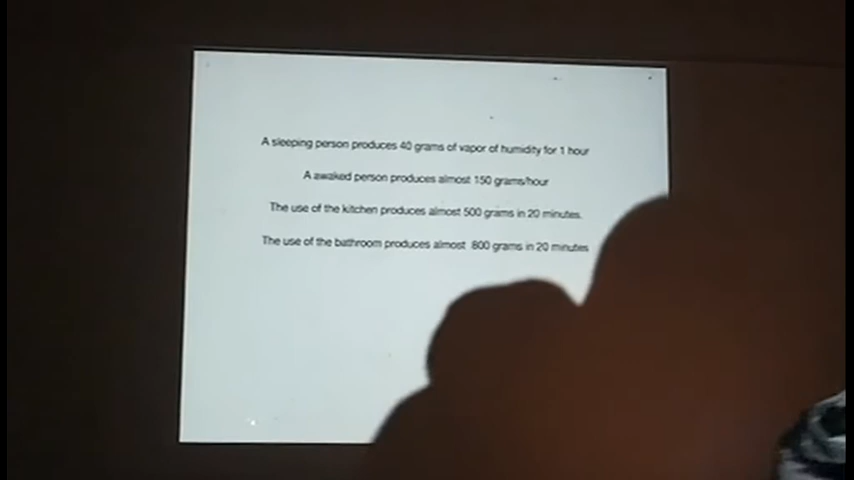 A sleeping person produces 40 grams of vapor of humidity for 1 hour
A awaked person produces almost 150 grams/hour
The use of the kitchen produces almost 500 grams in 20 minutes.
The use of the bathroom produces almost 800 grams in 20 minutes